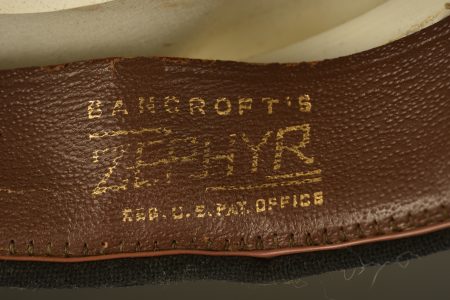 BANCROFT'S
ZEPHYR
REG. U.S. PAT. OFFICE